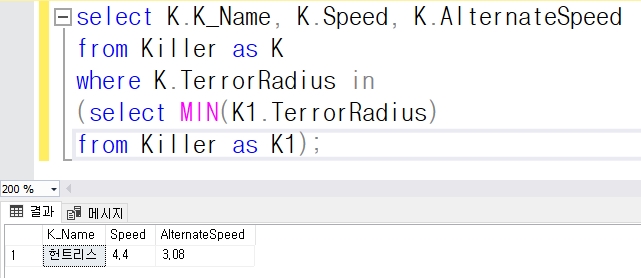 select K.K_Name, K.Speed, K.AlternateSpeed
from Killer as K
where K.TerrorRadius in
(select MIN(K1.TerrorRadius)
from Killer as K1);
200 %
결과 메시지
K_Name Speed AlternateSpeed
1 헌트리스 4,4 3,08